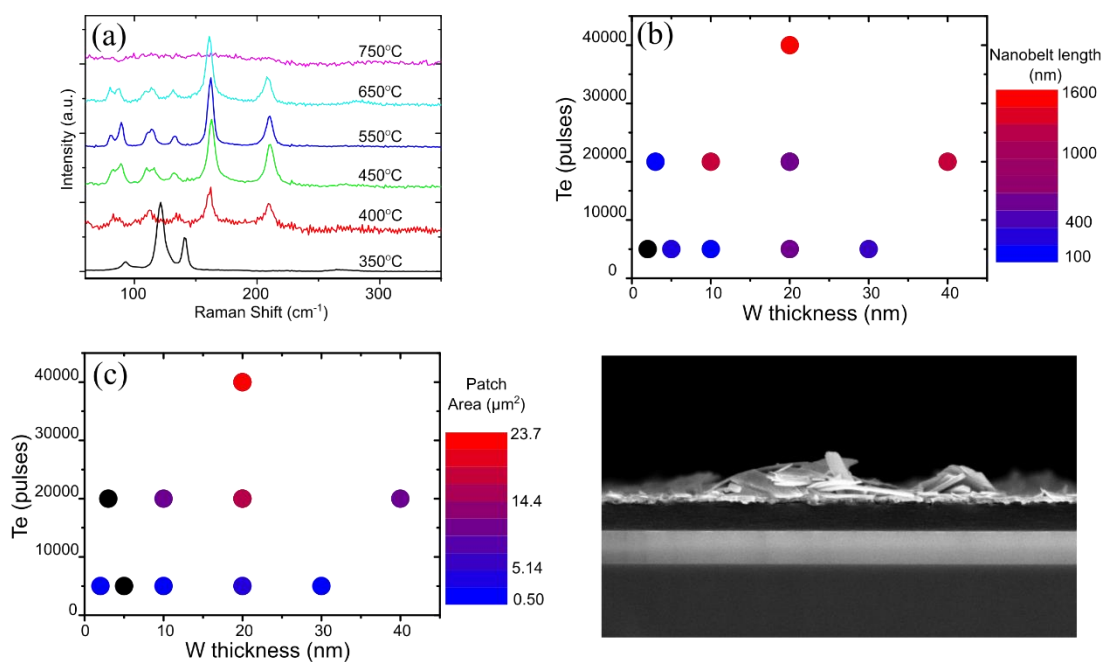 (a)
750°C
650°C
550°C
450°C
400°C
350°C
Intensity (a.u.)
100
200
300
Raman Shift (cm-1)
(b)
40000
30000
20000
10000
0
Te (pulses)
0
10
20
30
40
W thickness (nm)
Nanobelt length
(nm)
1600
1000
400
100
(c)
40000
30000
20000
10000
0
Te (pulses)
0
10
20
30
40
W thickness (nm)
Patch
Area (µm2)
23.7
14.4
5.14
0.50